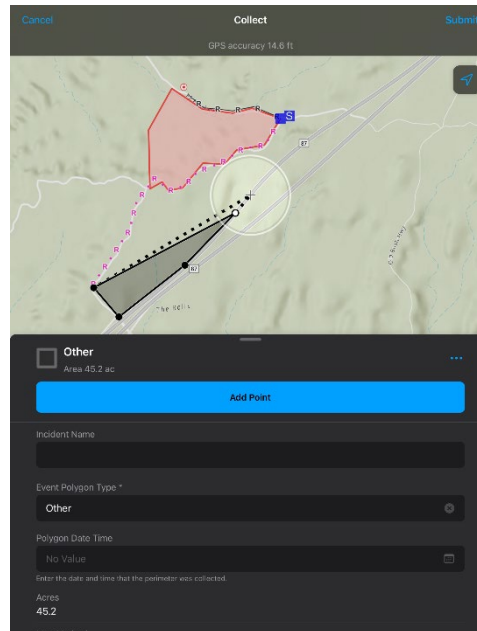 Cancel Collect Submit
GPS accuracy 14.6 ft
R R R R
S
R R R 87
R R R R
R
R
R
R
87
The Rolls
Other
Area 45.2 ac
Add Point
Incident Name
Event Polygon Type *
Other
Polygon Date Time
No Value
Enter the date and time that the perimeter was collected.
Acres
45.2